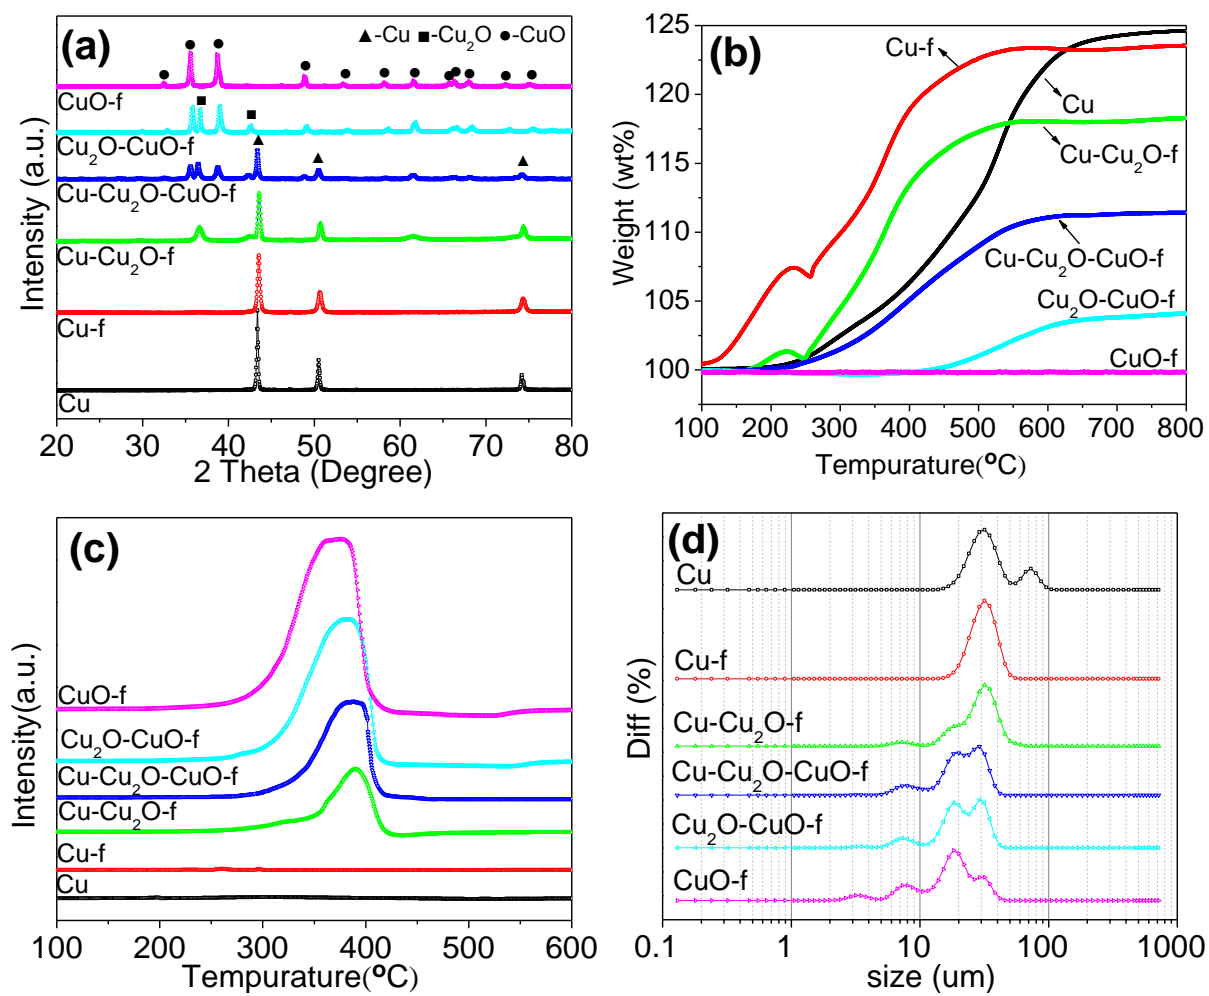 (a)
▲-Cu ■-Cu₂O ●-CuO
CuO-f
Cu₂O-CuO-f
Cu-Cu₂O-CuO-f
Cu-Cu₂O-f
Cu-f
Cu
Intensity (a.u.)
20 30 40 50 60 70 80
2 Theta (Degree)
(b)
Cu-f
Cu
Cu-Cu₂O-f
Cu-Cu₂O-CuO-f
Cu₂O-CuO-f
CuO-f
Weight (wt%)
125
120
115
110
105
100
100 200 300 400 500 600 700 800
Tempurature(ºC)
(c)
CuO-f
Cu₂O-CuO-f
Cu-Cu₂O-CuO-f
Cu-Cu₂O-f
Cu-f
Cu
Intensity(a.u.)
100 200 300 400 500 600
Tempurature(ºC)
(d)
Cu
Cu-f
Cu-Cu₂O-f
Cu-Cu₂O-CuO-f
Cu₂O-CuO-f
CuO-f
Diff (%)
0.1 1 10 100 1000
size (um)